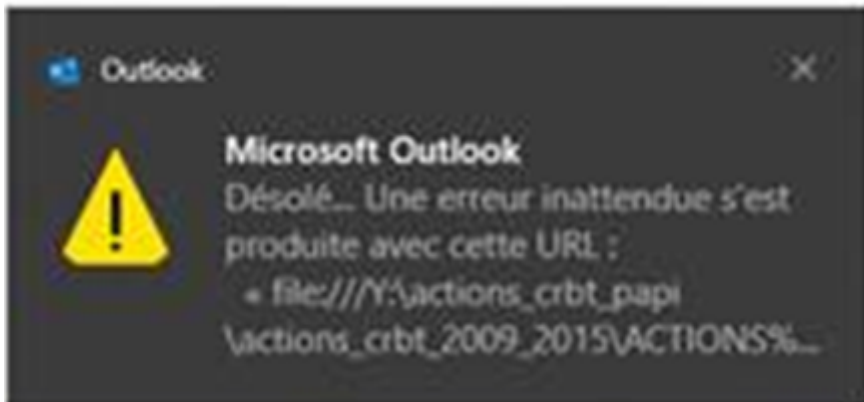 Outlook
Microsoft Outlook
Désolé... Une erreur inattendue s'est
produite avec cette URL :
« file:///Y:\actions_crbt_papi
\actions_crbt_2009_2015\ACTIONS%...